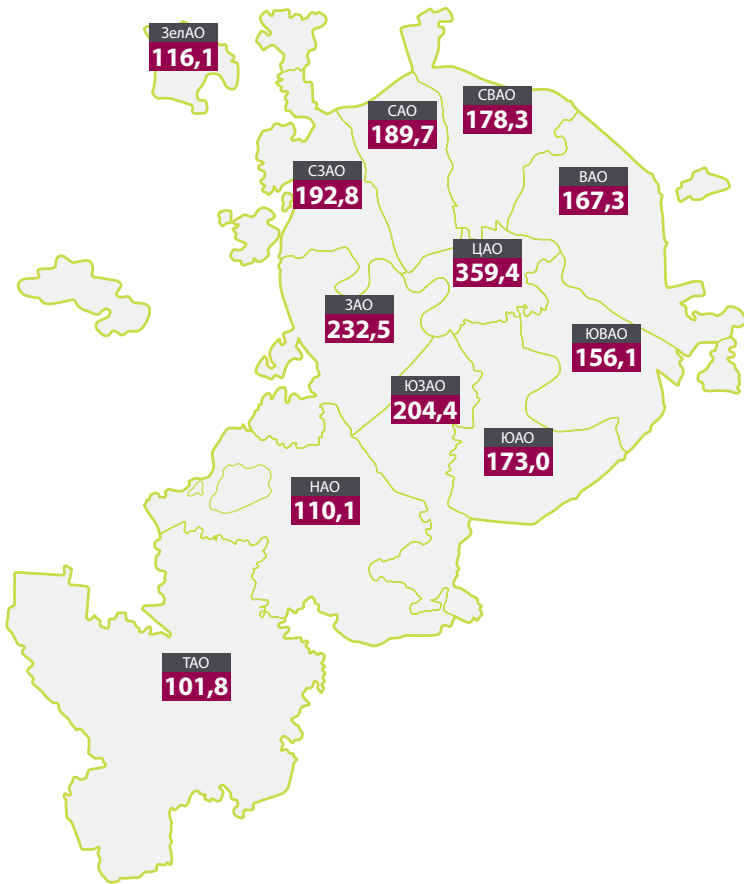 ЗелАО
116,1
СВАО
178,3
САО
189,7
СЗАО
192,8
ВАО
167,3
ЦАО
359,4
ЗАО
232,5
ЮВАО
156,1
ЮЗАО
204,4
ЮАО
173,0
НАО
110,1
ТАО
101,8